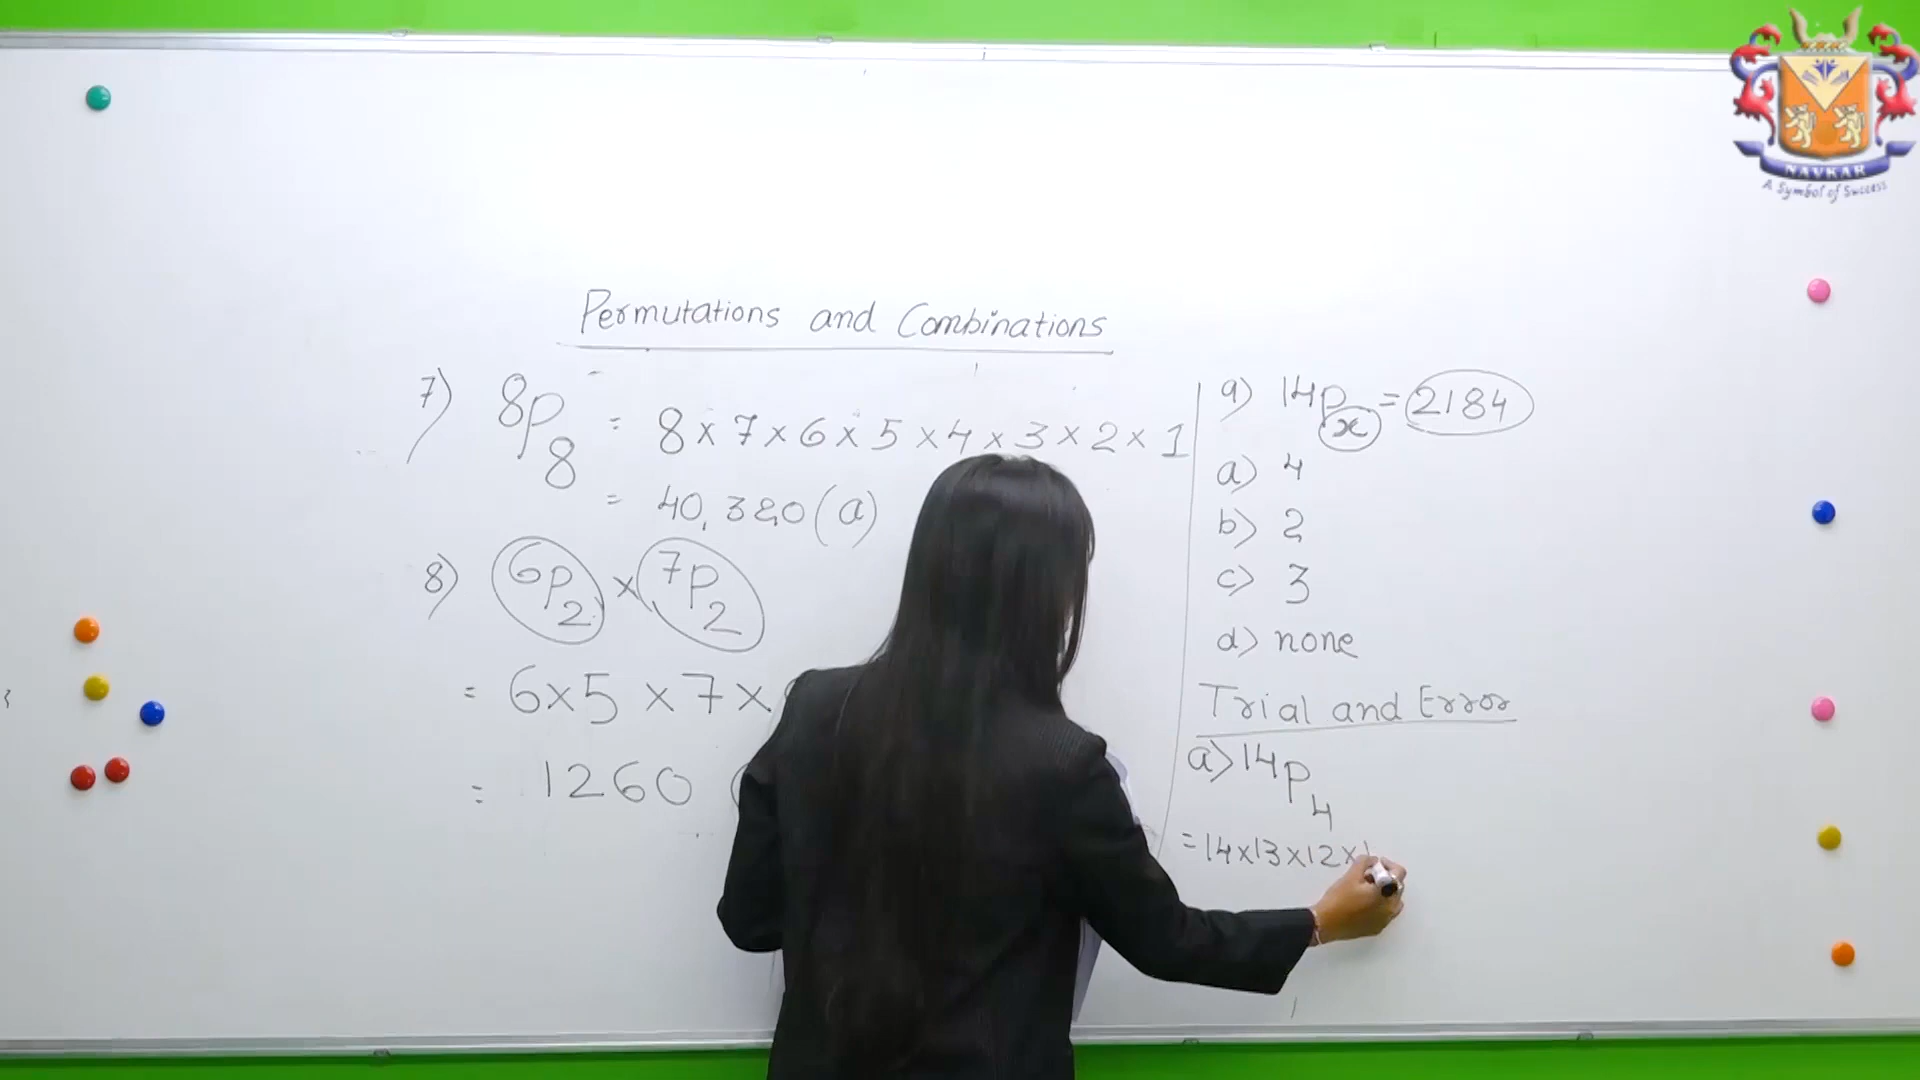 NAVKAR
A Symbol of Success
Permutations and Combinations
7) 8P8 = 8 × 7 × 6 × 5 × 4 × 3 × 2 × 1
= 40,320 (a)
8) 6P2 × 7P2
= 6 × 5 × 7 ×
= 1260
9) 14Px = 2184
a) 4
b) 2
c) 3
d) none
Trial and Error
a) 14P4
= 14 × 13 × 12 × 1